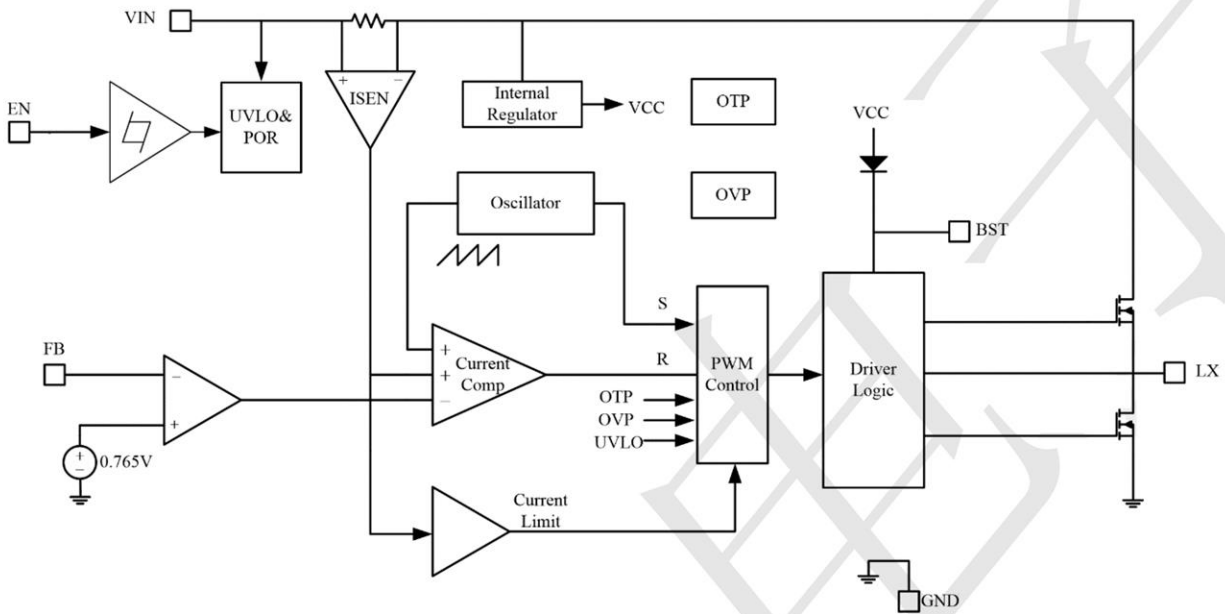 VIN
EN
UVLO&
POR
+ −
ISEN
Internal
Regulator
VCC
OTP
VCC
OVP
Oscillator
BST
S
FB
−
+
+
−
0.765V
+
+
−
Current
Comp
R
PWM
Control
OTP
OVP
UVLO
Driver
Logic
LX
Current
Limit
GND